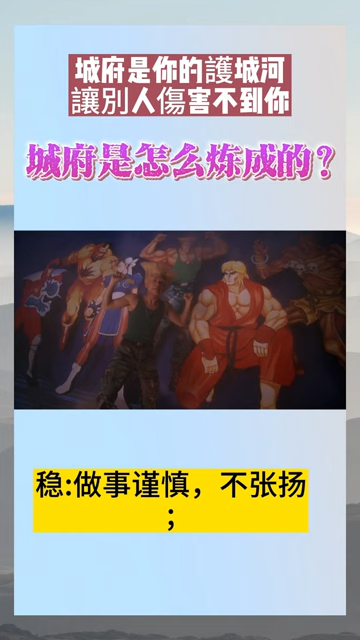 城府是你的護城河
讓別人傷害不到你
城府是怎么炼成的？
稳:做事谨慎，不张扬
；